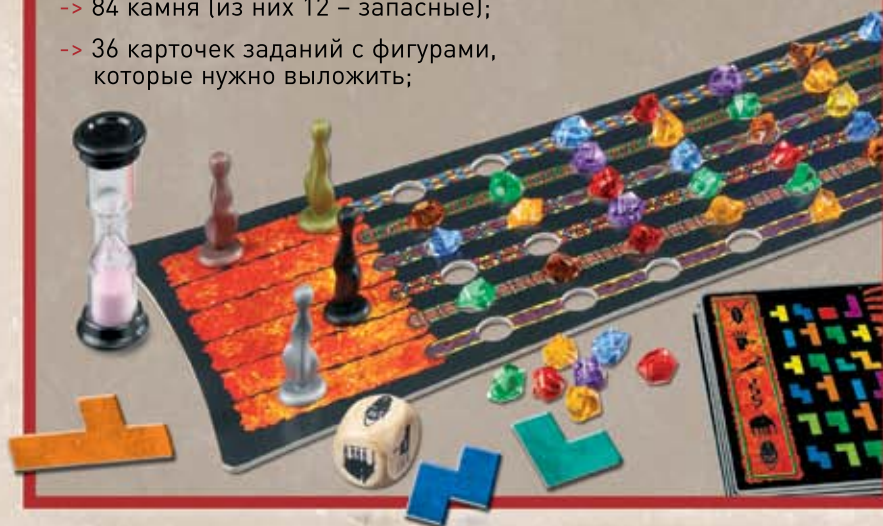 -> 84 камня (из них 12 – запасные);
-> 36 карточек заданий с фигурами,
которые нужно выложить;